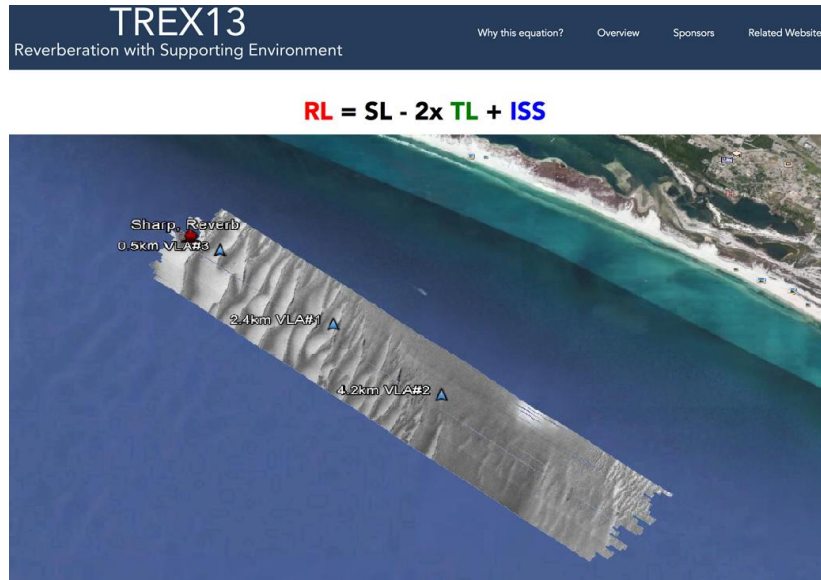 TREX13
Reverberation with Supporting Environment
Why this equation? Overview Sponsors Related Website
RL = SL - 2x TL + ISS
Sharp, Reverb
0.5km VLA#3
2.4km VLA#1
4.2km VLA#2